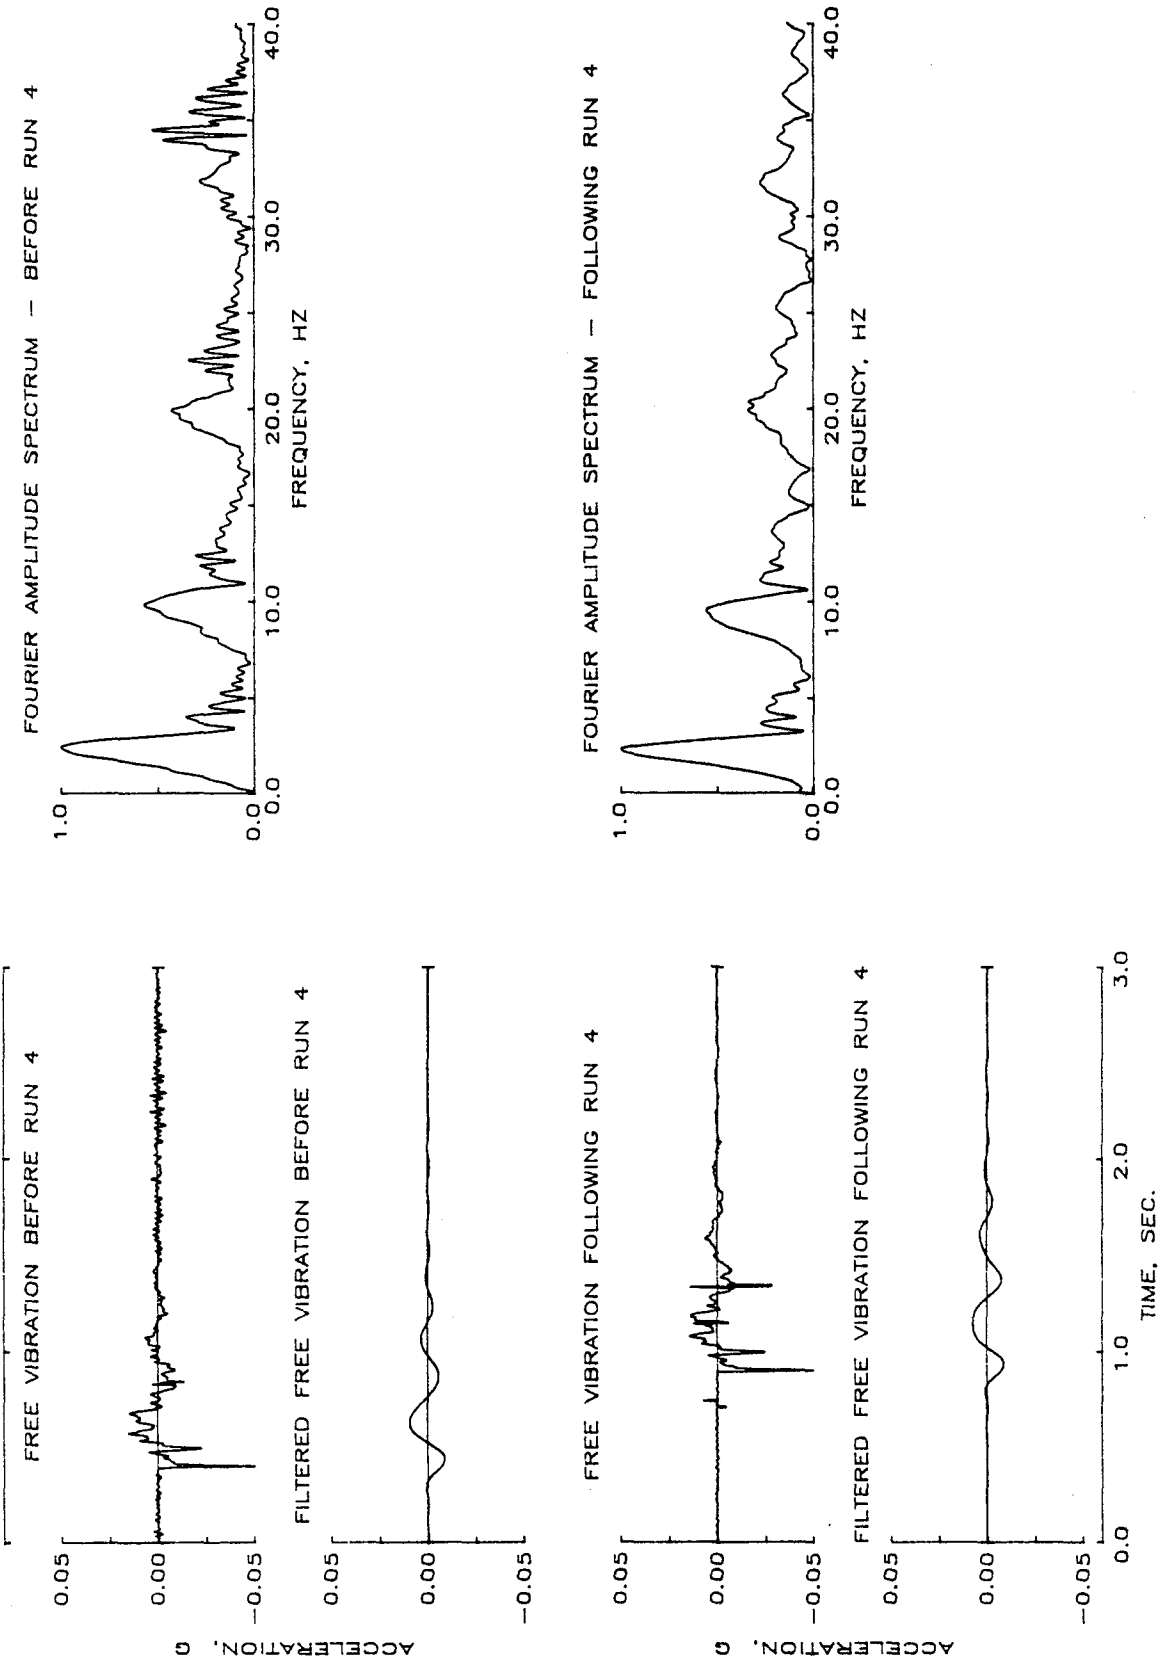 FREE VIBRATION BEFORE RUN 4
0.05
0.00
-0.05
ACCELERATION, G
FILTERED FREE VIBRATION BEFORE RUN 4
0.05
0.00
-0.05
FREE VIBRATION FOLLOWING RUN 4
0.05
0.00
-0.05
ACCELERATION, G
FILTERED FREE VIBRATION FOLLOWING RUN 4
0.05
0.00
-0.05
0.0 1.0 2.0 3.0
TIME, SEC.
FOURIER AMPLITUDE SPECTRUM — BEFORE RUN 4
1.0
0.0
0.0 10.0 20.0 30.0 40.0
FREQUENCY, HZ
FOURIER AMPLITUDE SPECTRUM — FOLLOWING RUN 4
1.0
0.0
0.0 10.0 20.0 30.0 40.0
FREQUENCY, HZ